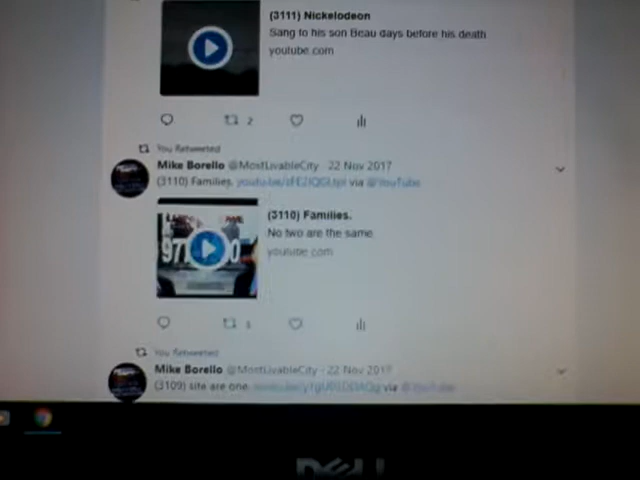 (3111) Nickelodeon
Sang to his son Beau days before his death
youtube.com
2
You Retweeted
Mike Borello @MostLivableCity · 22 Nov 2017
(3110) Families. via @YouTube
(3110) Families.
No two are the same
youtube.com
You Retweeted
Mike Borello @MostLivableCity · 22 Nov 2017
(3109) site are one. via @YouTube
DELL